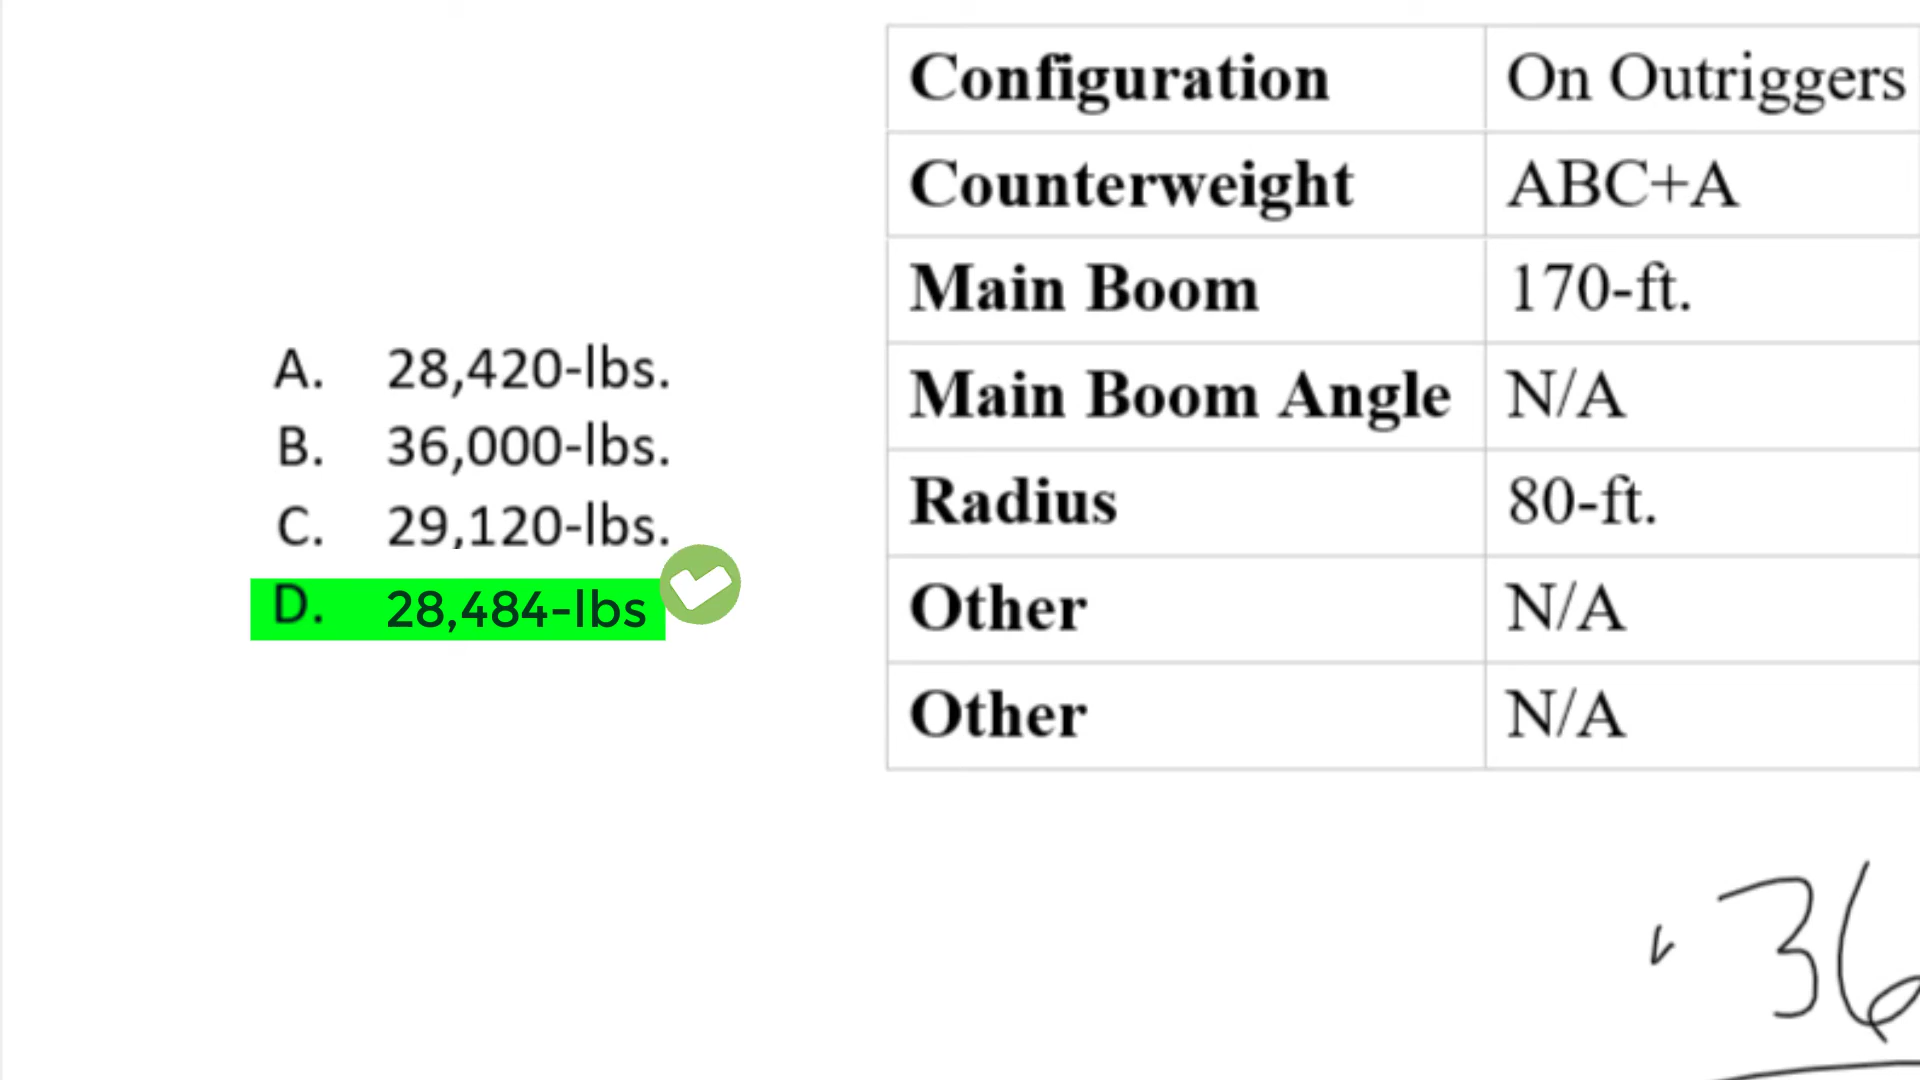 A. 28,420-lbs.
B. 36,000-lbs.
C. 29,120-lbs.
D. 28,484-lbs
Configuration On Outriggers
Counterweight ABC+A
Main Boom 170-ft.
Main Boom Angle N/A
Radius 80-ft.
Other N/A
Other N/A
36